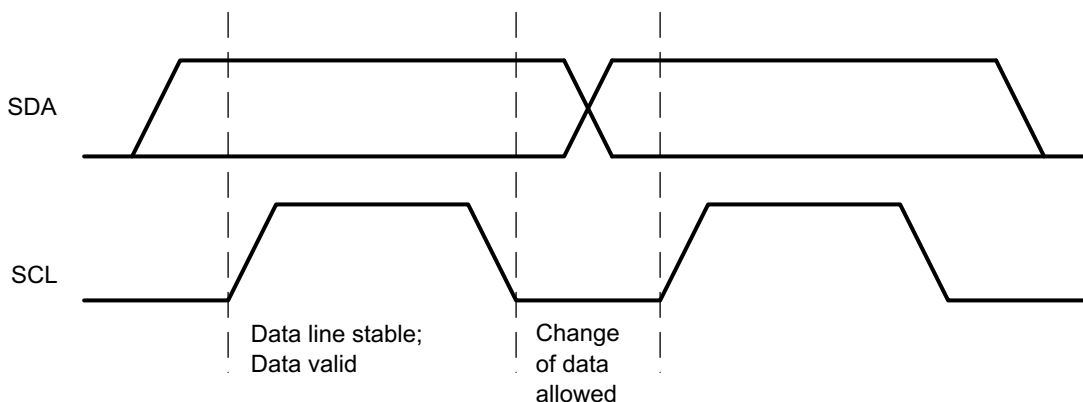 SDA
SCL
Data line stable;
Data valid
Change
of data
allowed